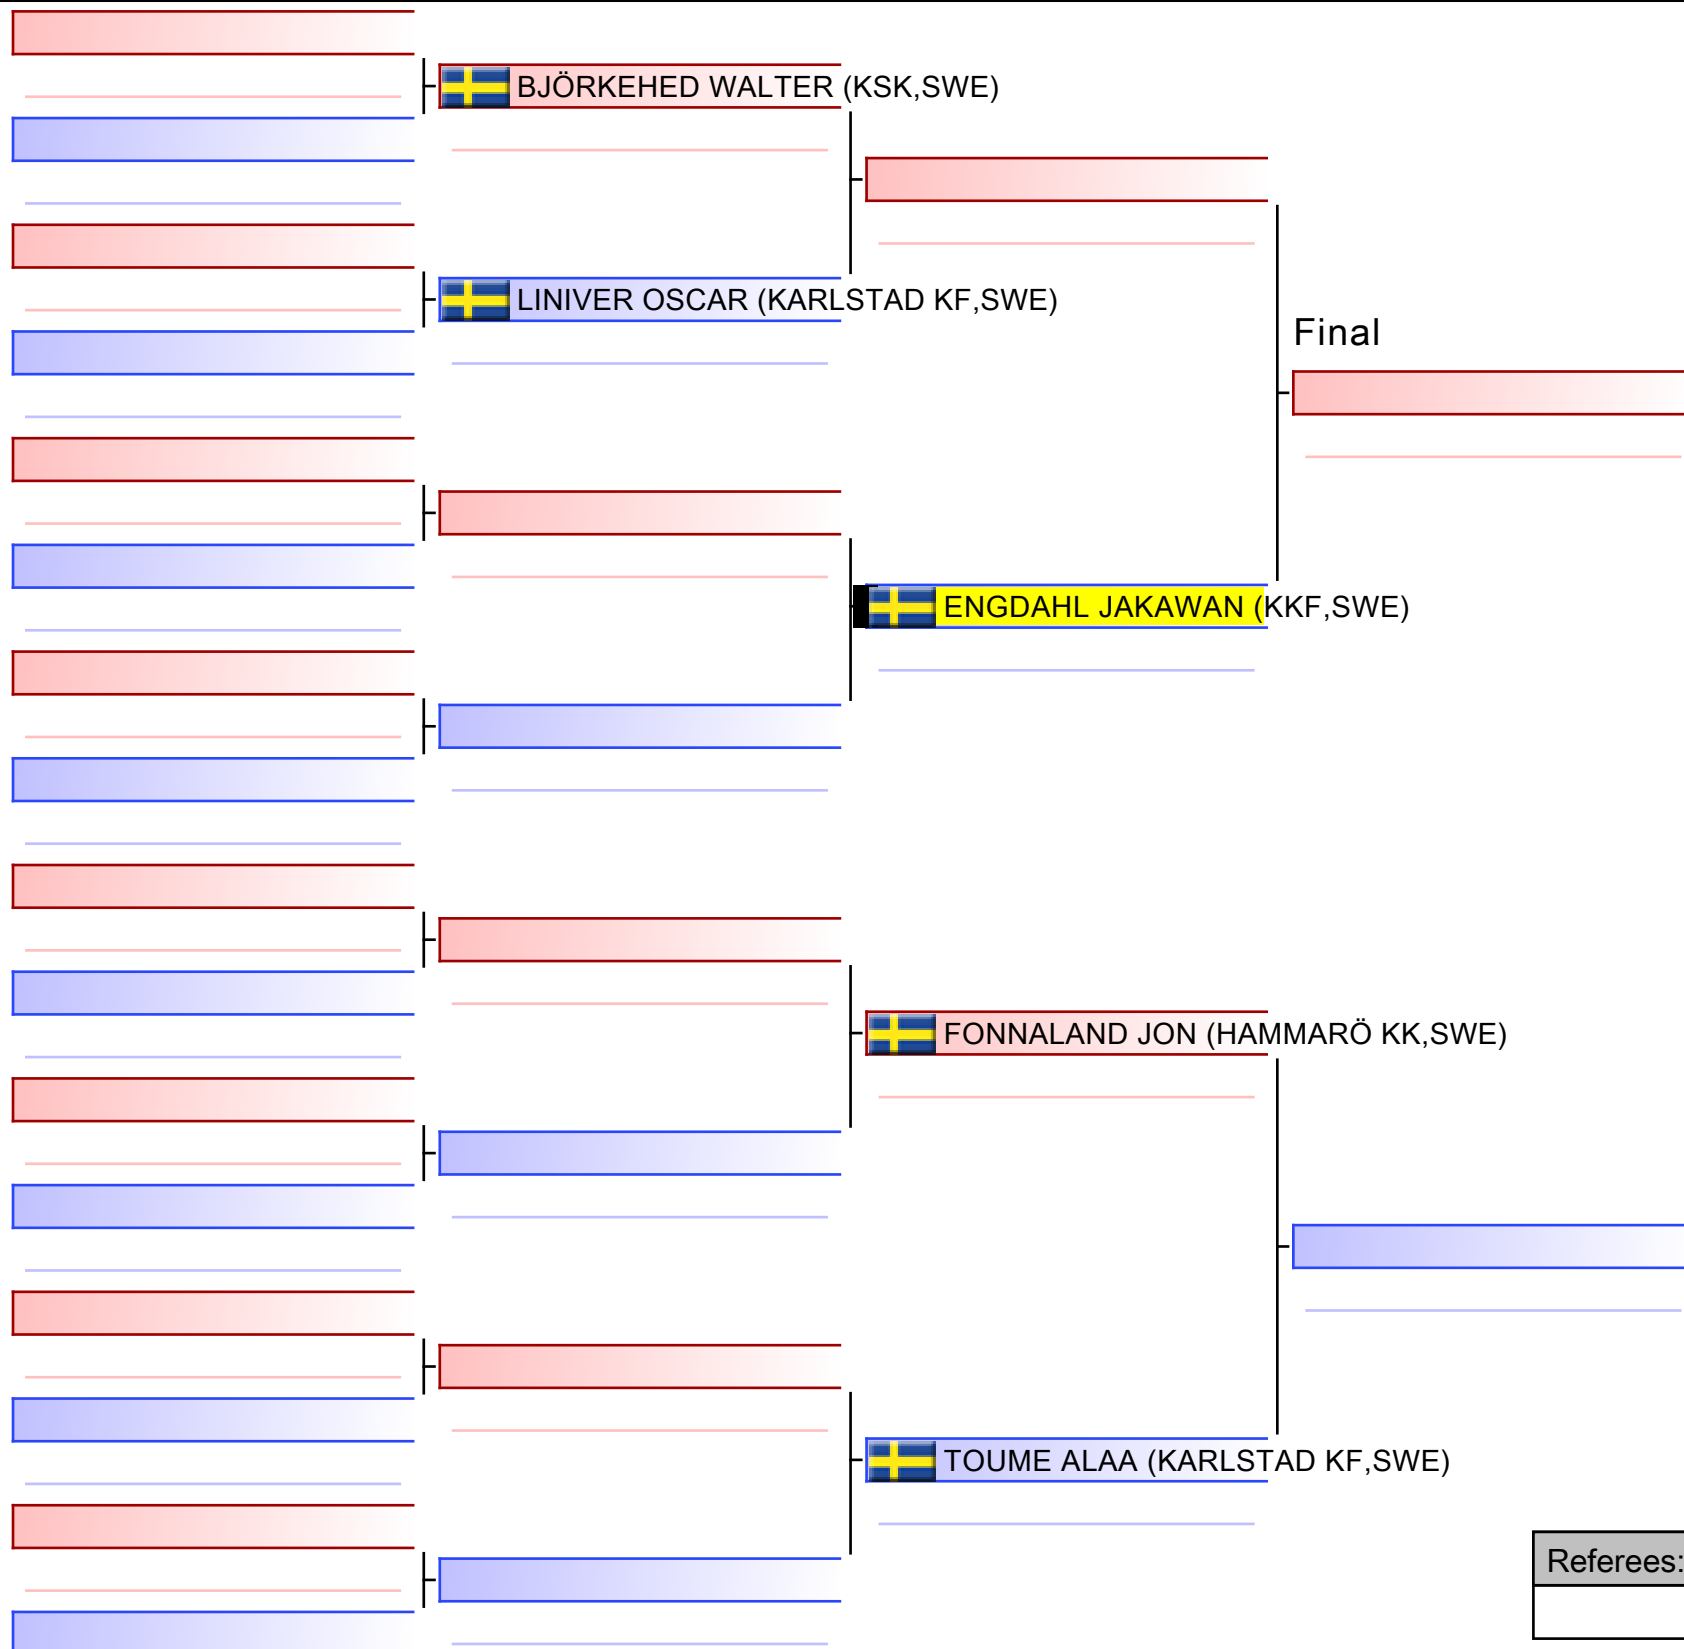 BJÖRKEHED WALTER (KSK,SWE)
LINIVER OSCAR (KARLSTAD KF,SWE)
Final
ENGDAHL JAKAWAN (KKF,SWE)
FONNALAND JON (HAMMARÖ KK,SWE)
TOUME ALAA (KARLSTAD KF,SWE)
Referees: